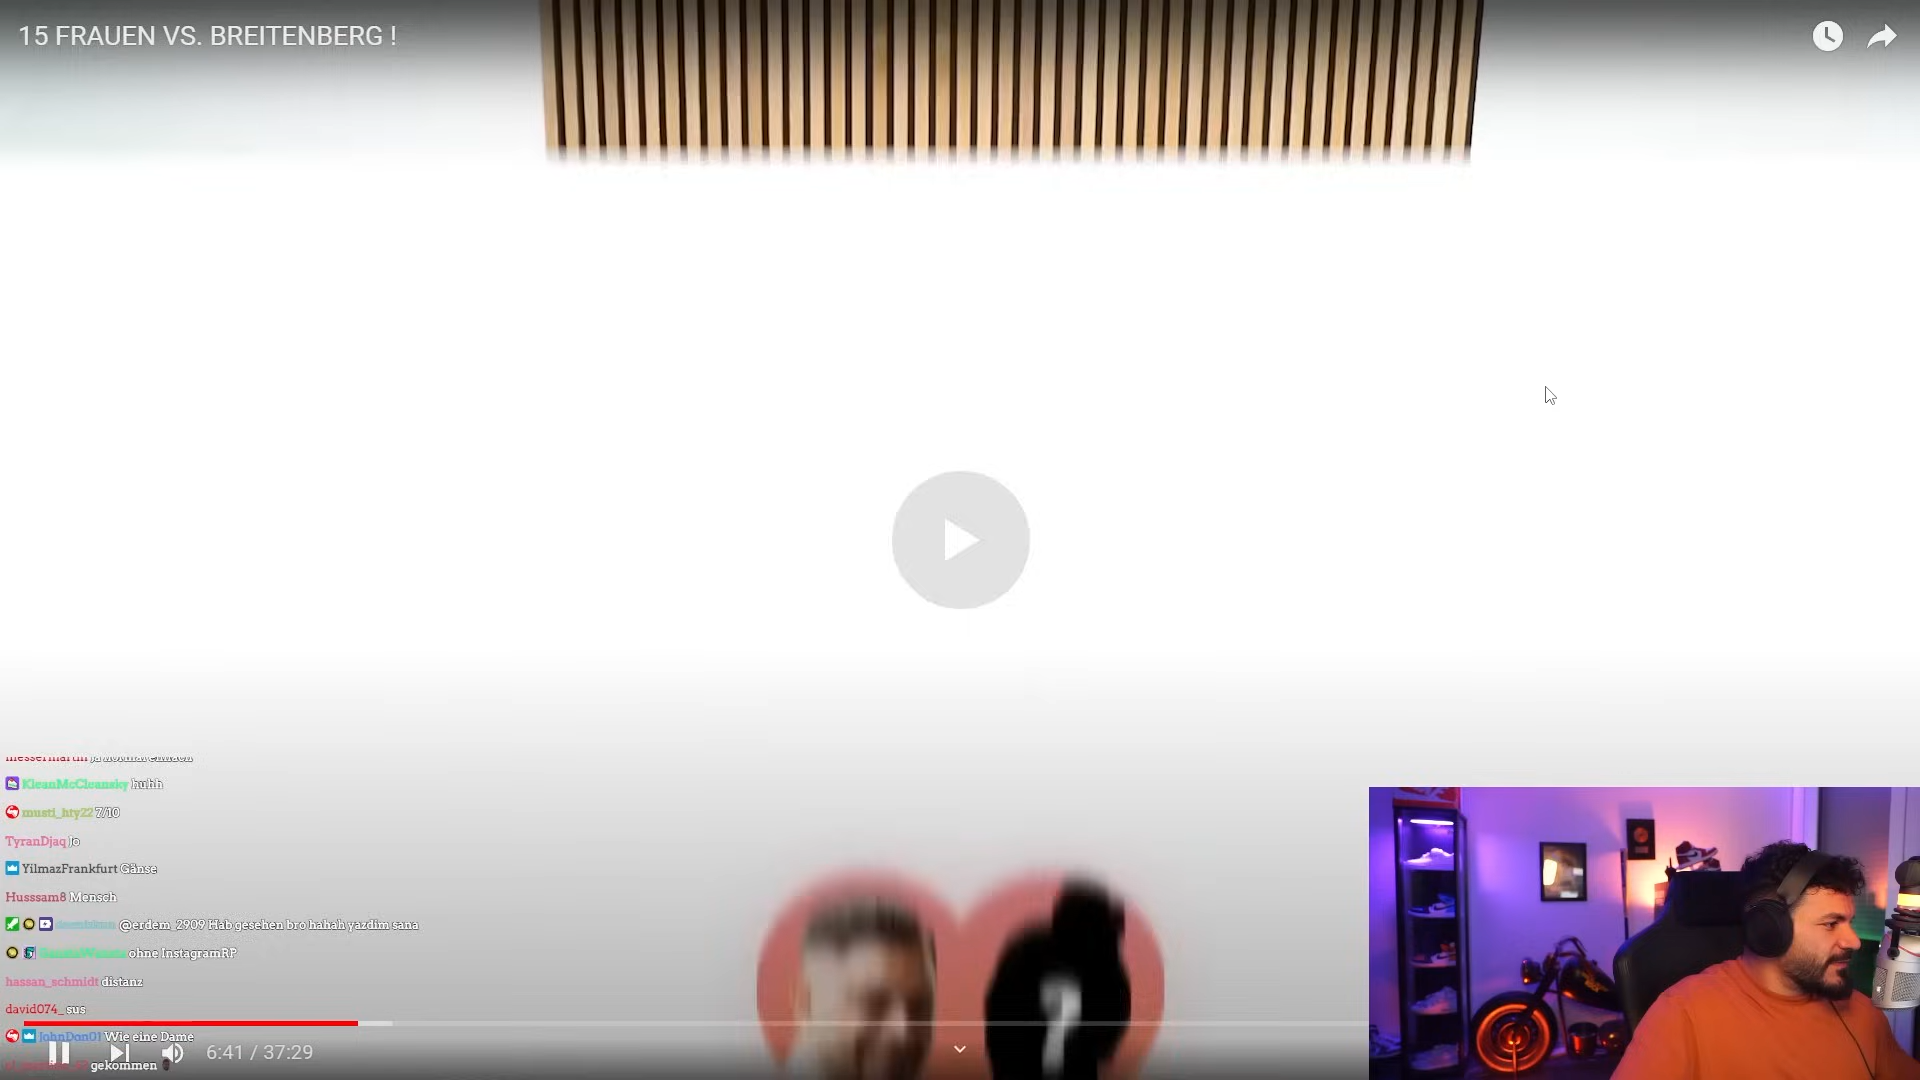 15 FRAUEN VS. BREITENBERG !
KleanMcCleansky huhh
musti_hty22 7/10
TyranDjaq Jo
YilmazFrankfurt Gänse
Husssam8 Mensch
@erdem_2909 Hab gesehen bro hahah yazdim sana
ohne InstagramRP
hassan_schmidt distanz
david074_ sus
JohnDon01 Wie eine Dame
6:41 / 37:29
gekommen